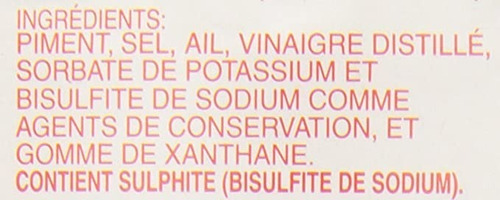 INGRÉDIENTS:
PIMENT, SEL, AIL, VINAIGRE DISTILLÉ,
SORBATE DE POTASSIUM ET
BISULFITE DE SODIUM COMME
AGENTS DE CONSERVATION, ET
GOMME DE XANTHANE.
CONTIENT SULPHITE (BISULFITE DE SODIUM).